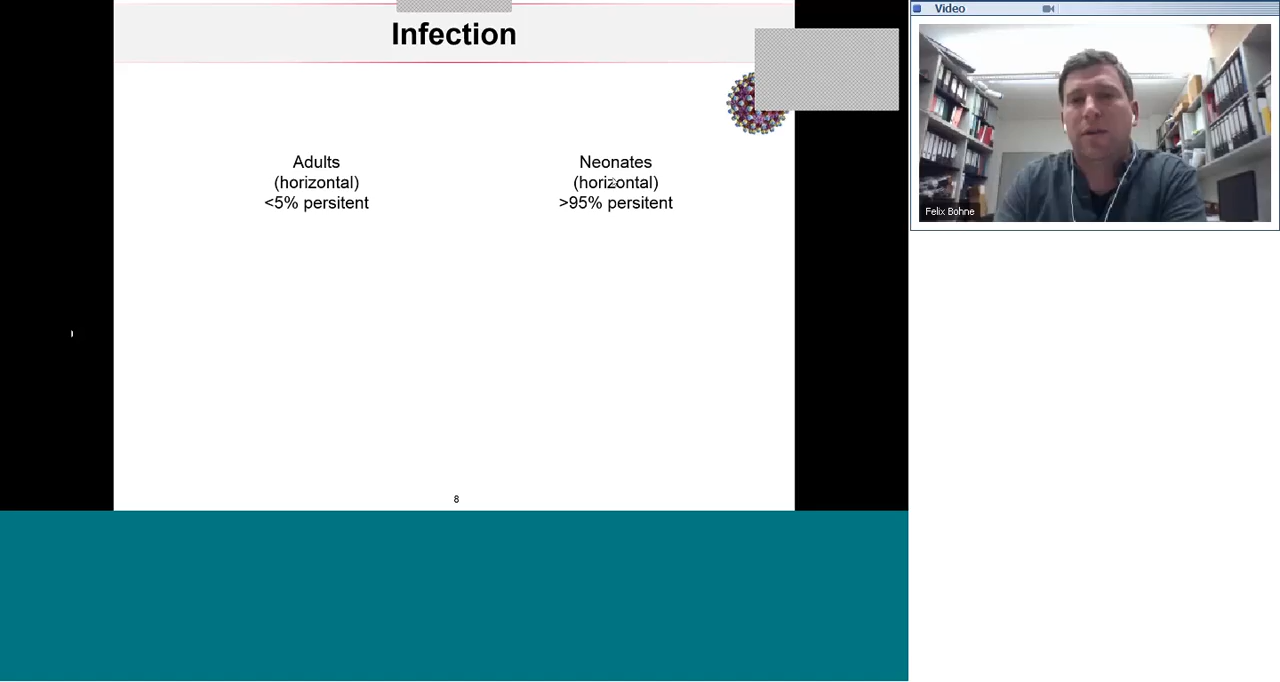 Infection
Adults
(horizontal)
<5% persitent
Neonates
(horizontal)
>95% persitent
8
Video
Felix Bohne